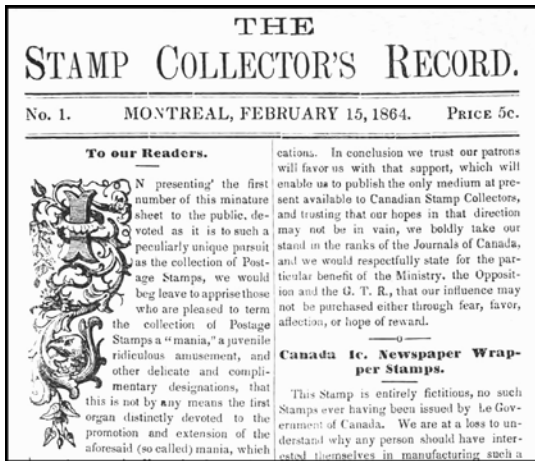 THE
STAMP COLLECTOR'S RECORD.
No. 1. MONTREAL, FEBRUARY 15, 1864. PRICE 5c.
To our Readers.
IN presenting the first
number of this minature
sheet to the public, de-
voted as it is to such a
peculiarly unique pursuit
as the collection of Post-
age Stamps, we would
beg leave to apprise those
who are pleased to term
the collection of Postage
Stamps a "mania," a juvenile
ridiculous amusement, and
other delicate and compli-
mentary designations, that
this is not by any means the first
organ distinctly devoted to the
promotion and extension of the
aforesaid (so called) mania, which
cations. In conclusion we trust our patrons
will favor us with that support, which will
enable us to publish the only medium at pre-
sent available to Canadian Stamp Collectors,
and trusting that our hopes in that direction
may not be in vain, we boldly take our
stand in the ranks of the Journals of Canada,
and we would respectfully state for the par-
ticular benefit of the Ministry, the Opposit-
ion and the G. T. R., that our influence may
not be purchased either through fear, favor,
affection, or hope of reward.
Canada 1c. Newspaper Wrap-
per Stamps.
This Stamp is entirely fictitious, no such
Stamps ever having been issued by he Gov-
ernment of Canada. We are at a loss to un-
derstand why any person should have inter-
ested themselves in manufacturing such a